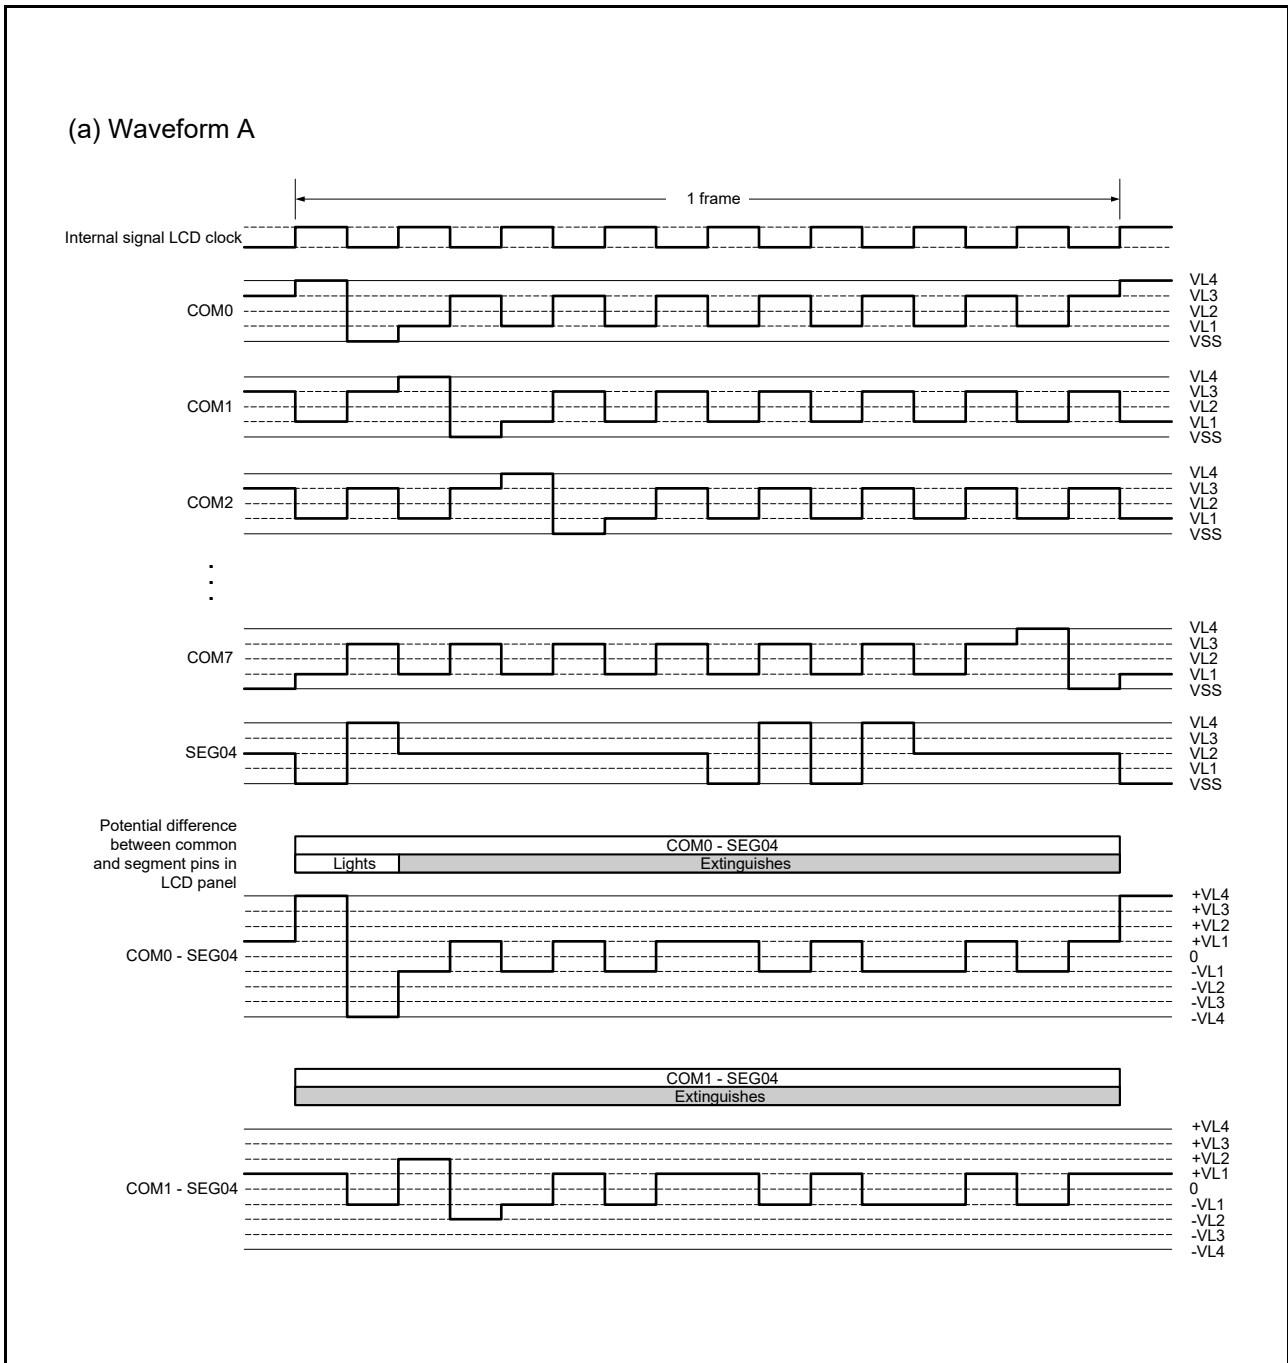 (a) Waveform A
1 frame
Internal signal LCD clock
COM0
VL4
VL3
VL2
VL1
VSS
COM1
VL4
VL3
VL2
VL1
VSS
COM2
VL4
VL3
VL2
VL1
VSS
COM7
VL4
VL3
VL2
VL1
VSS
SEG04
VL4
VL3
VL2
VL1
VSS
Potential difference
between common
and segment pins in
LCD panel
COM0 - SEG04
Lights Extinguishes
COM0 - SEG04
+VL4
+VL3
+VL2
+VL1
0
-VL1
-VL2
-VL3
-VL4
COM1 - SEG04
Extinguishes
COM1 - SEG04
+VL4
+VL3
+VL2
+VL1
0
-VL1
-VL2
-VL3
-VL4